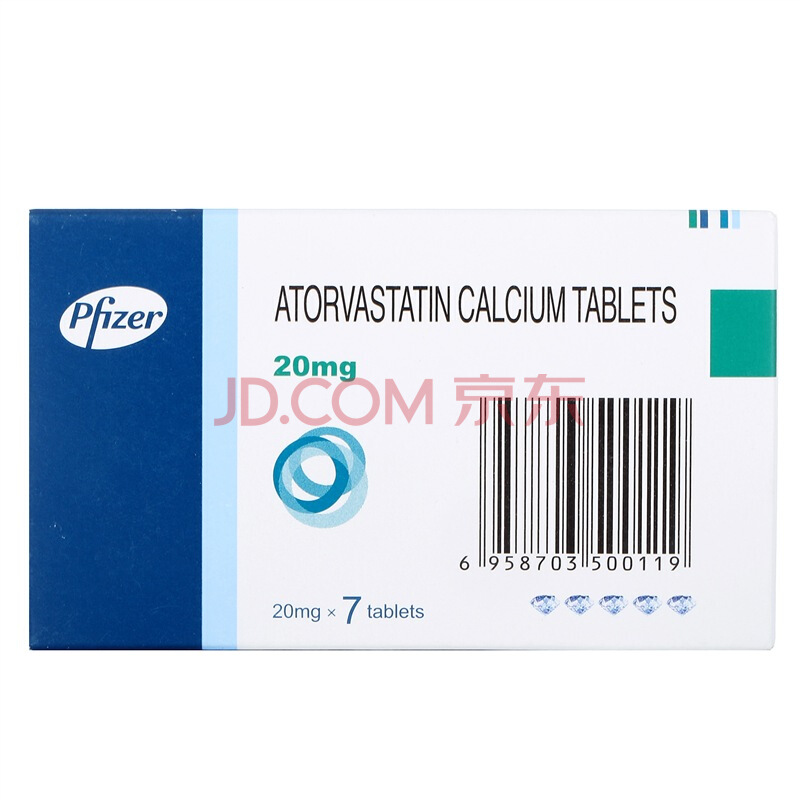 Pfizer
ATORVASTATIN CALCIUM TABLETS
20mg
JD.COM 京东
6 958703 500119
20mg × 7 tablets